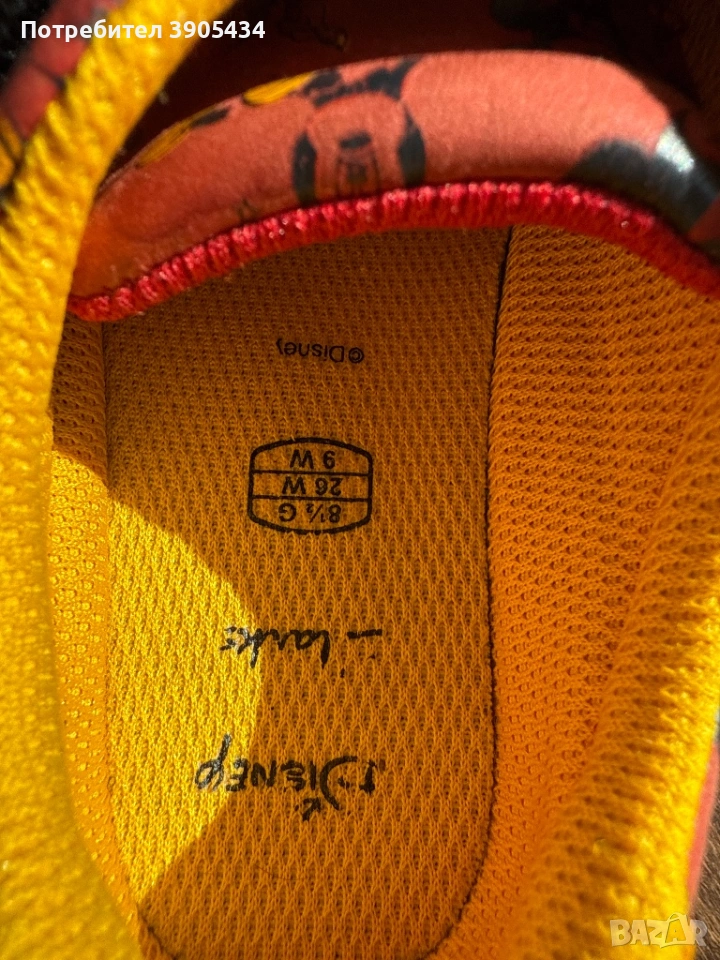 Потребител 3905434
©Disney
9 W
26 W
8½ G
Clarks
Disney
BAZAR